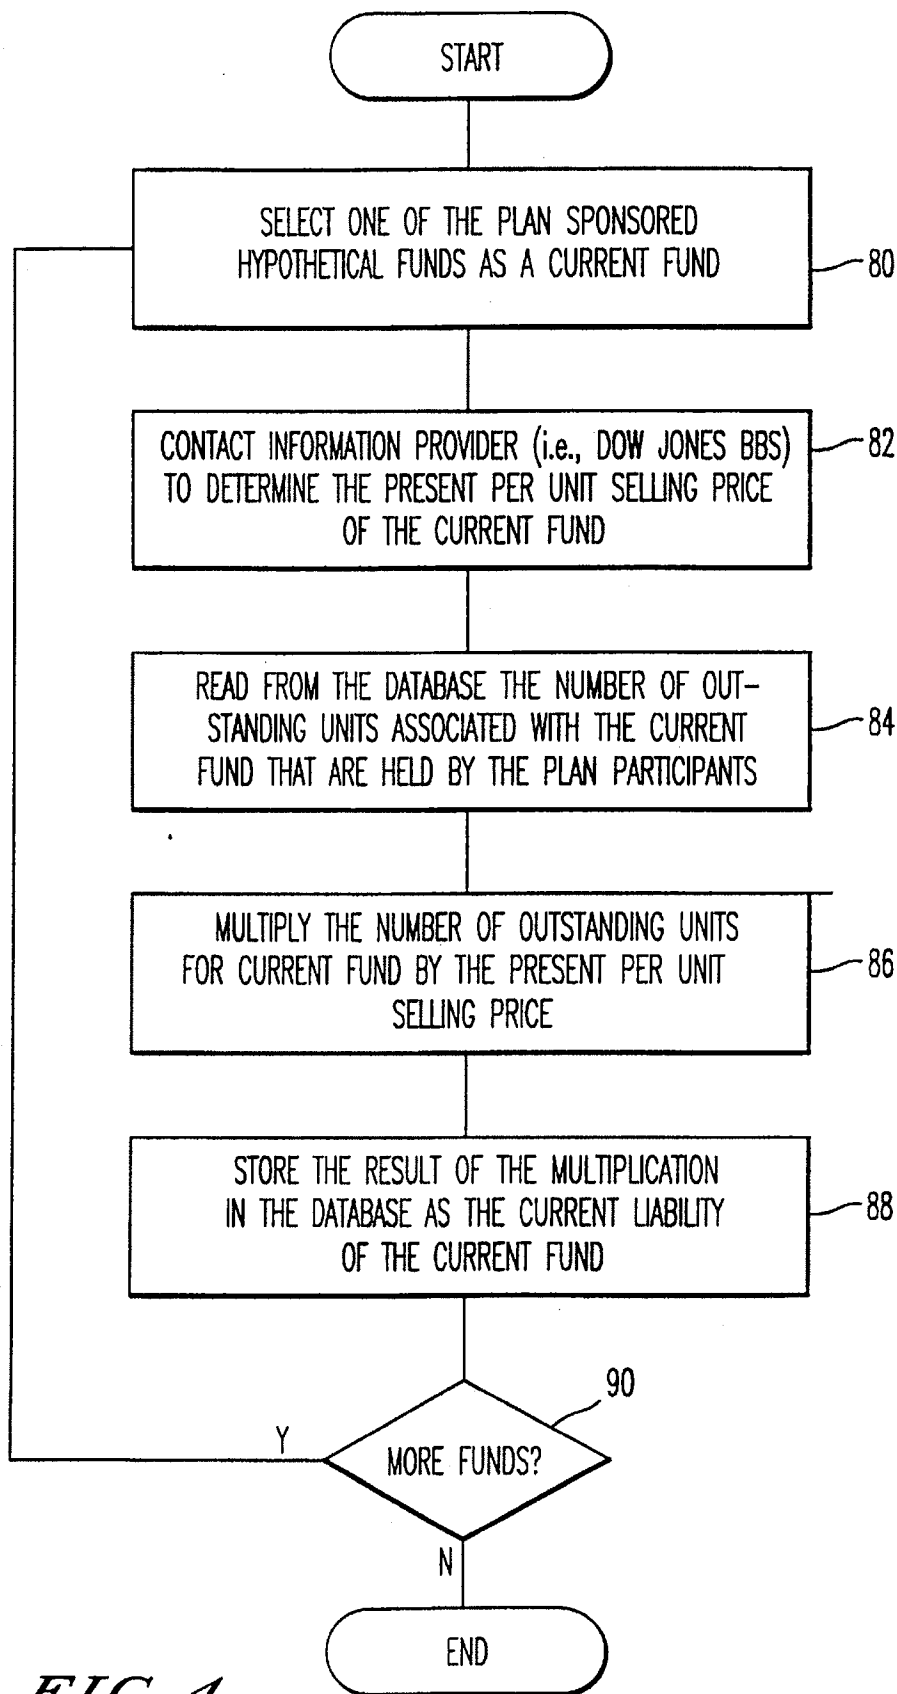 START
SELECT ONE OF THE PLAN SPONSORED
HYPOTHETICAL FUNDS AS A CURRENT FUND
80
CONTACT INFORMATION PROVIDER (i.e., DOW JONES BBS)
TO DETERMINE THE PRESENT PER UNIT SELLING PRICE
OF THE CURRENT FUND
82
READ FROM THE DATABASE THE NUMBER OF OUT-
STANDING UNITS ASSOCIATED WITH THE CURRENT
FUND THAT ARE HELD BY THE PLAN PARTICIPANTS
84
MULTIPLY THE NUMBER OF OUTSTANDING UNITS
FOR CURRENT FUND BY THE PRESENT PER UNIT
SELLING PRICE
86
STORE THE RESULT OF THE MULTIPLICATION
IN THE DATABASE AS THE CURRENT LIABILITY
OF THE CURRENT FUND
88
90
Y
MORE FUNDS?
N
END